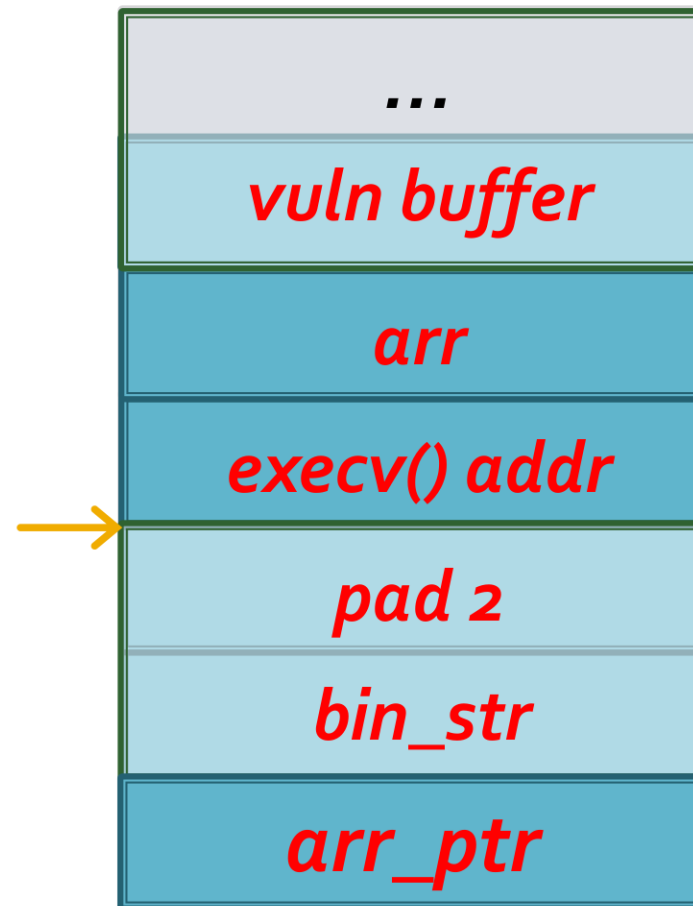 ...
vuln buffer
arr
execv() addr
pad 2
bin_str
arr_ptr